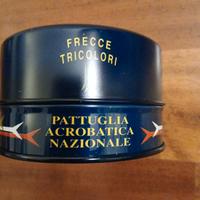 FRECCE
TRICOLORI
PATTUGLIA
ACROBATICA
NAZIONALE